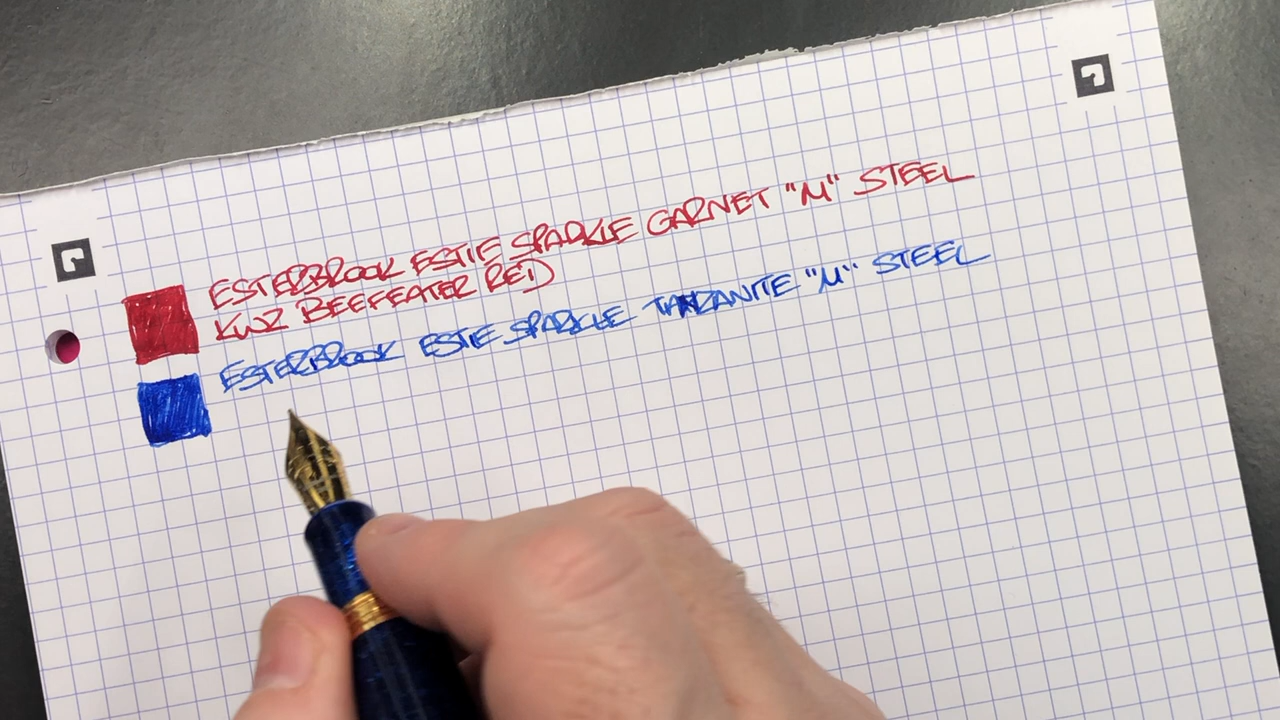 ESTERBROOK ESTIE SPARKLE GARNET "M" STEEL
KWZ BEEFEATER RED
ESTERBROOK ESTIE SPARKLE TANZANITE "M" STEEL